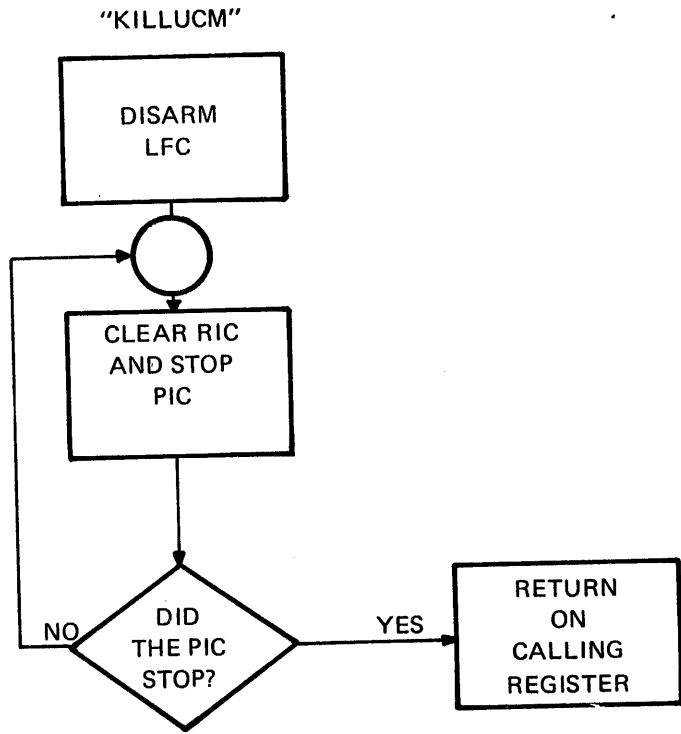 "KILLUCM"
DISARM
LFC
CLEAR RIC
AND STOP
PIC
DID
THE PIC
STOP?
NO
YES
RETURN
ON
CALLING
REGISTER